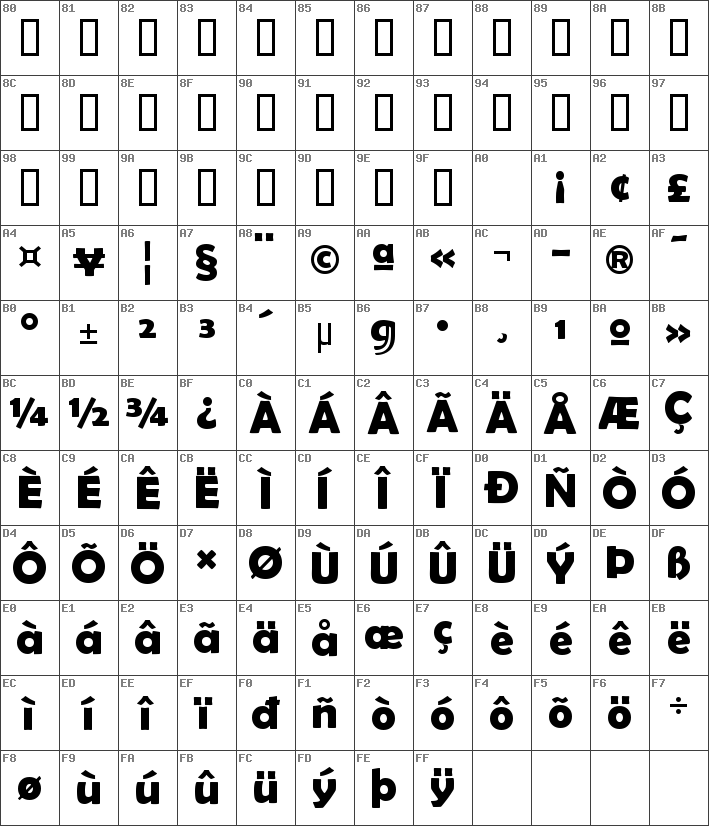 80 81 82 83 84 85 86 87 88 89 8A 8B
8C 8D 8E 8F 90 91 92 93 94 95 96 97
98 99 9A 9B 9C 9D 9E 9F A0 A1 A2 A3
¡ ¢ £
A4 A5 A6 A7 A8 A9 AA AB AC AD AE AF
¤ ¥ ¦ § ¨ © ª « ¬ - ® ¯
B0 B1 B2 B3 B4 B5 B6 B7 B8 B9 BA BB
° ± ² ³ ´ µ g · ¸ ¹ º »
BC BD BE BF C0 C1 C2 C3 C4 C5 C6 C7
¼ ½ ¾ ¿ À Á Â Ã Ä Å Æ Ç
C8 C9 CA CB CC CD CE CF D0 D1 D2 D3
È É Ê Ë Ì Í Î Ï Ð Ñ Ò Ó
D4 D5 D6 D7 D8 D9 DA DB DC DD DE DF
Ô Õ Ö × Ø Ù Ú Û Ü Ý Þ ß
E0 E1 E2 E3 E4 E5 E6 E7 E8 E9 EA EB
à á â ã ä å æ ç è é ê ë
EC ED EE EF F0 F1 F2 F3 F4 F5 F6 F7
ì í î ï đ ñ ò ó ô õ ö ÷
F8 F9 FA FB FC FD FE FF
ø ù ú û ü ý þ ÿ